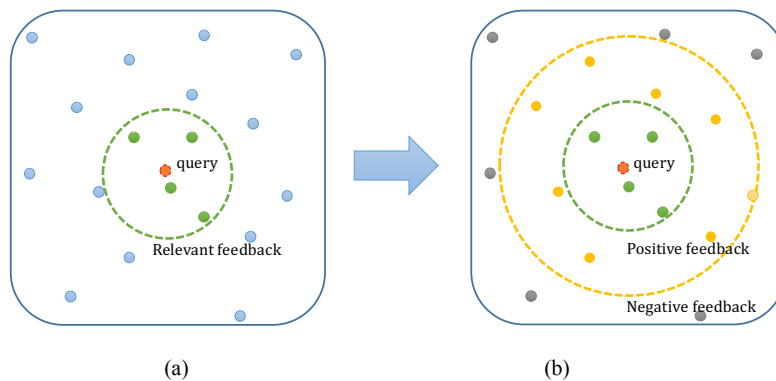 query
Relevant feedback
(a)
query
Positive feedback
Negative feedback
(b)